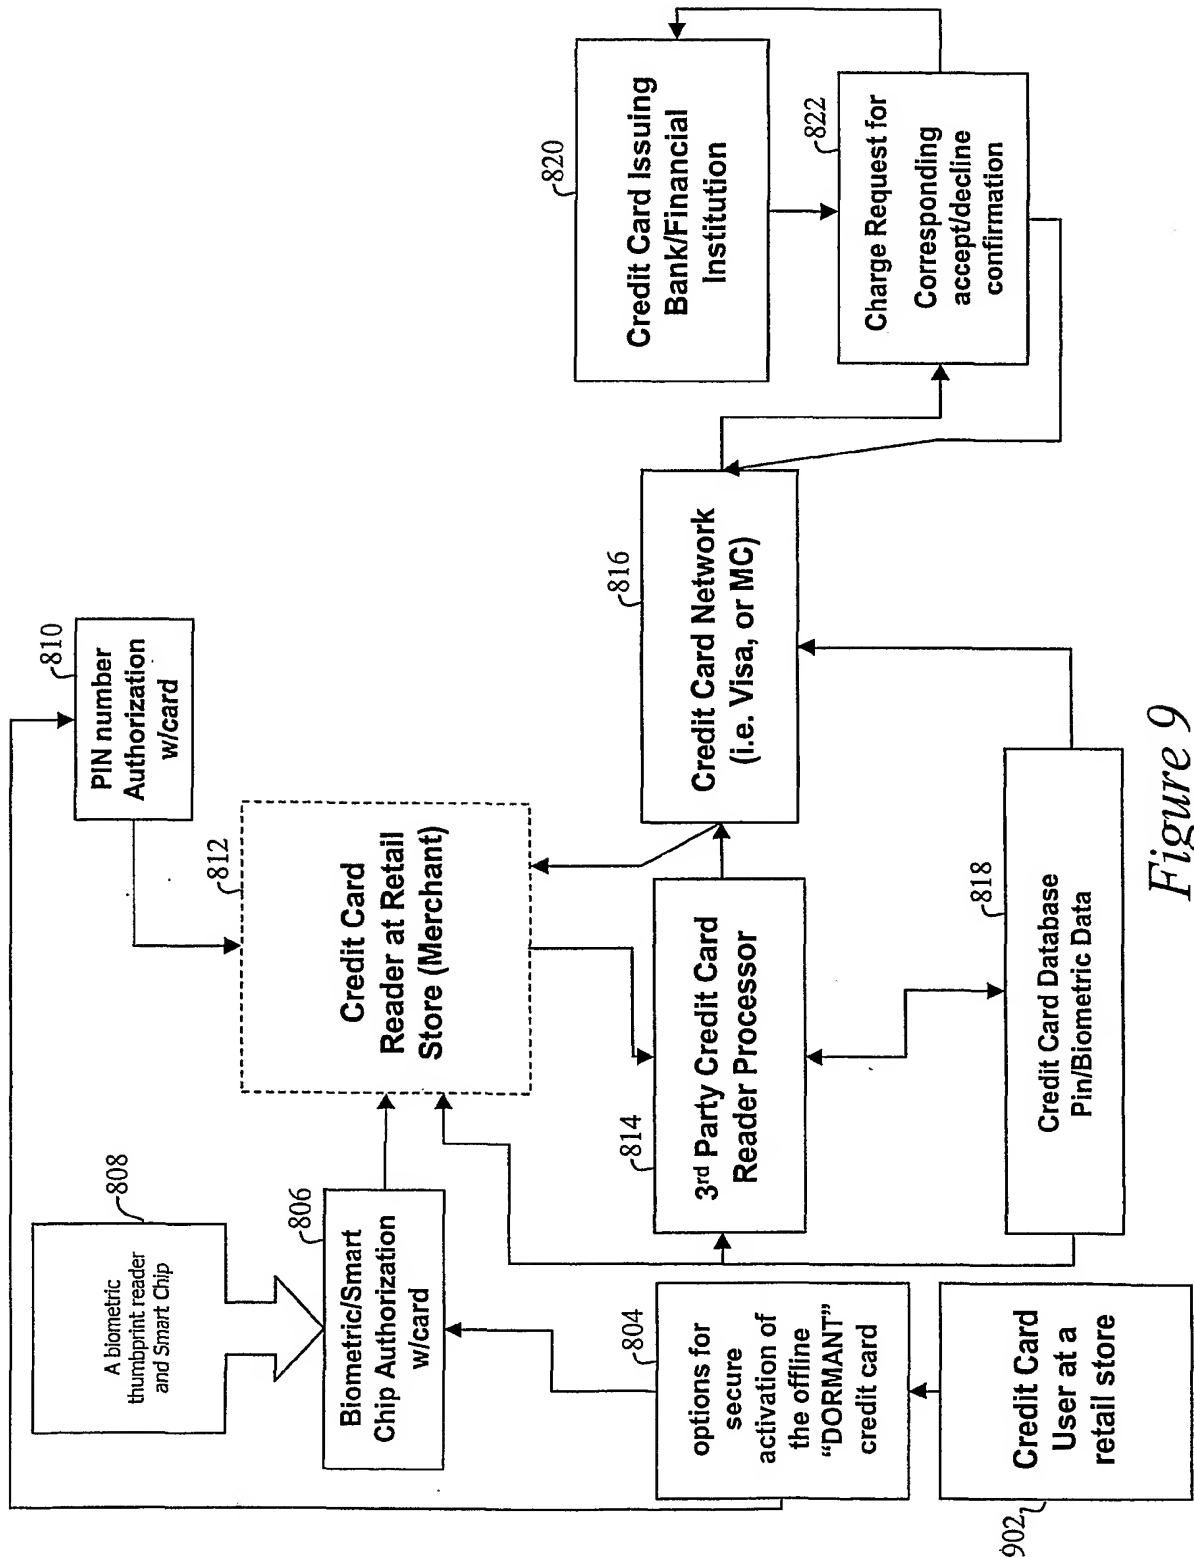 808
A biometric
thumbprint reader
and Smart Chip
810
PIN number
Authorization
w/card
806
Biometric/Smart
Chip Authorization
w/card
812
Credit Card
Reader at Retail
Store (Merchant)
820
Credit Card Issuing
Bank/Financial
Institution
804
options for
secure
activation of
the offline
“DORMANT”
credit card
814
3rd Party Credit Card
Reader Processor
816
Credit Card Network
(i.e. Visa, or MC)
822
Charge Request for
Corresponding
accept/decline
confirmation
902
Credit Card
User at a
retail store
818
Credit Card Database
Pin/Biometric Data
Figure 9